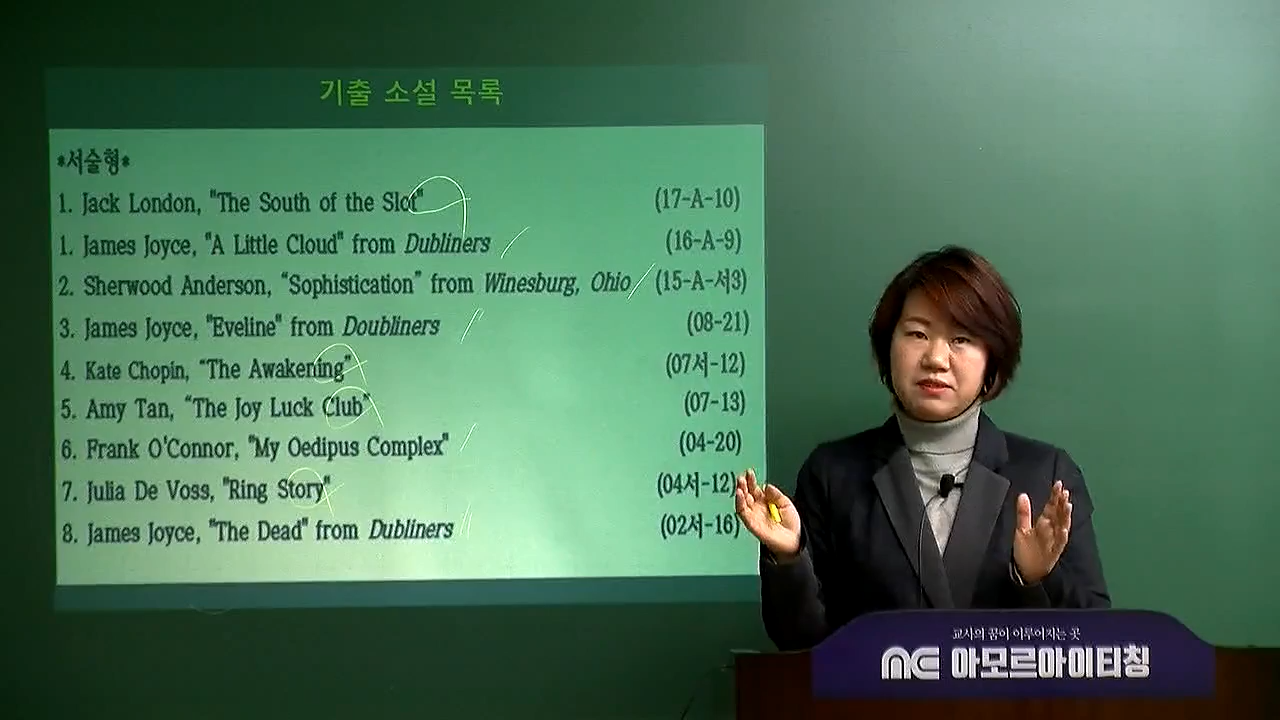 기출 소설 목록
*서술형*
1. Jack London, "The South of the Slot" (17-A-10)
1. James Joyce, "A Little Cloud" from Dubliners (16-A-9)
2. Sherwood Anderson, “Sophistication” from Winesburg, Ohio (15-A-서3)
3. James Joyce, "Eveline" from Doubliners (08-21)
4. Kate Chopin, “The Awakening” (07서-12)
5. Amy Tan, “The Joy Luck Club” (07-13)
6. Frank O'Connor, "My Oedipus Complex" (04-20)
7. Julia De Voss, "Ring Story" (04서-12)
8. James Joyce, "The Dead" from Dubliners (02서-16)
교사의 꿈이 이루어지는 곳
아모르아이티칭